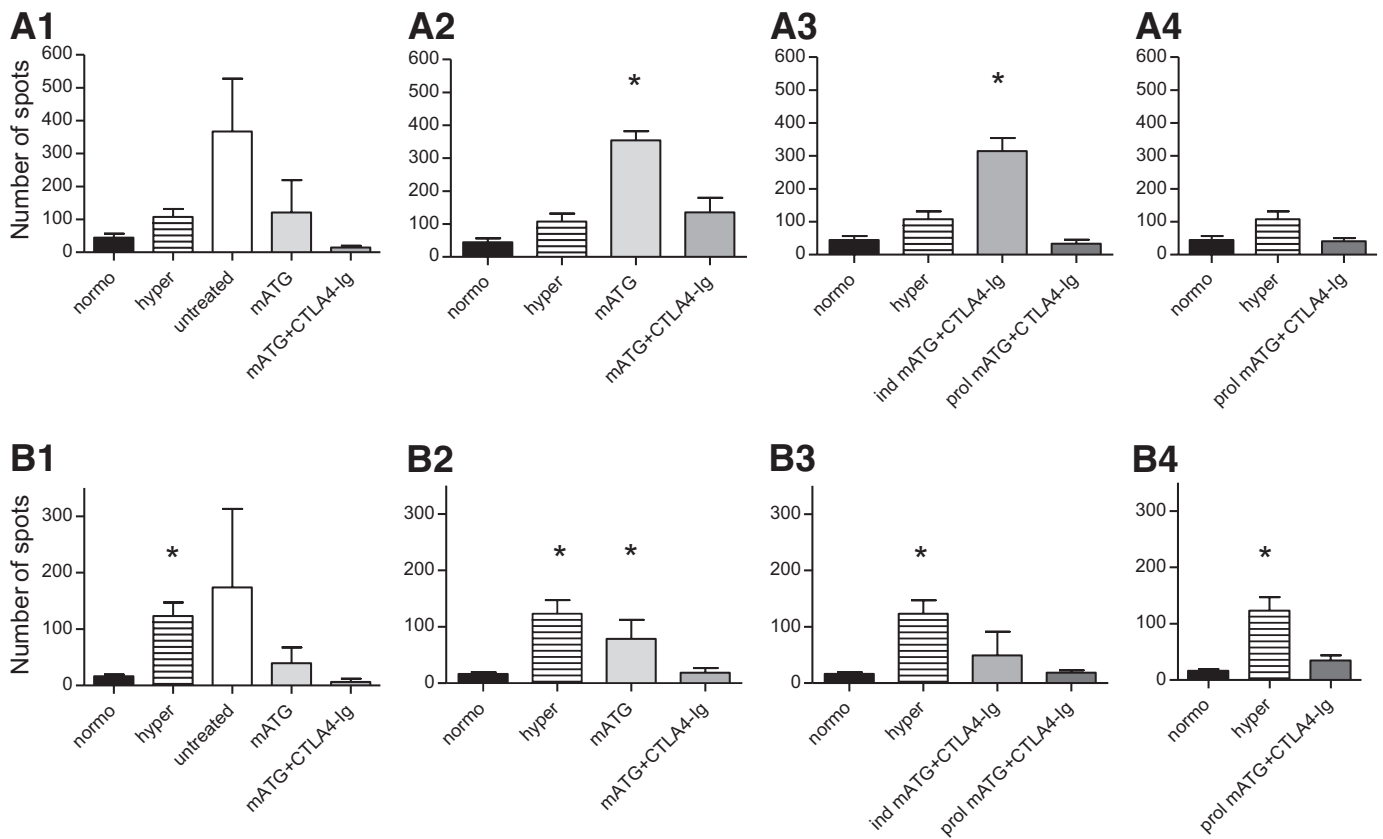 A1
Number of spots
600
500
400
300
200
100
0
normo
hyper
untreated
mATG
mATG+CTLA4-Ig
A2
600
500
400
300
200
100
0
*
normo
hyper
mATG
mATG+CTLA4-Ig
A3
600
500
400
300
200
100
0
*
normo
hyper
ind mATG+CTLA4-Ig
prol mATG+CTLA4-Ig
A4
600
500
400
300
200
100
0
normo
hyper
prol mATG+CTLA4-Ig
B1
Number of spots
300
200
100
0
*
normo
hyper
untreated
mATG
mATG+CTLA4-Ig
B2
300
200
100
0
*
*
normo
hyper
mATG
mATG+CTLA4-Ig
B3
300
200
100
0
*
normo
hyper
ind mATG+CTLA4-Ig
prol mATG+CTLA4-Ig
B4
300
200
100
0
*
normo
hyper
prol mATG+CTLA4-Ig